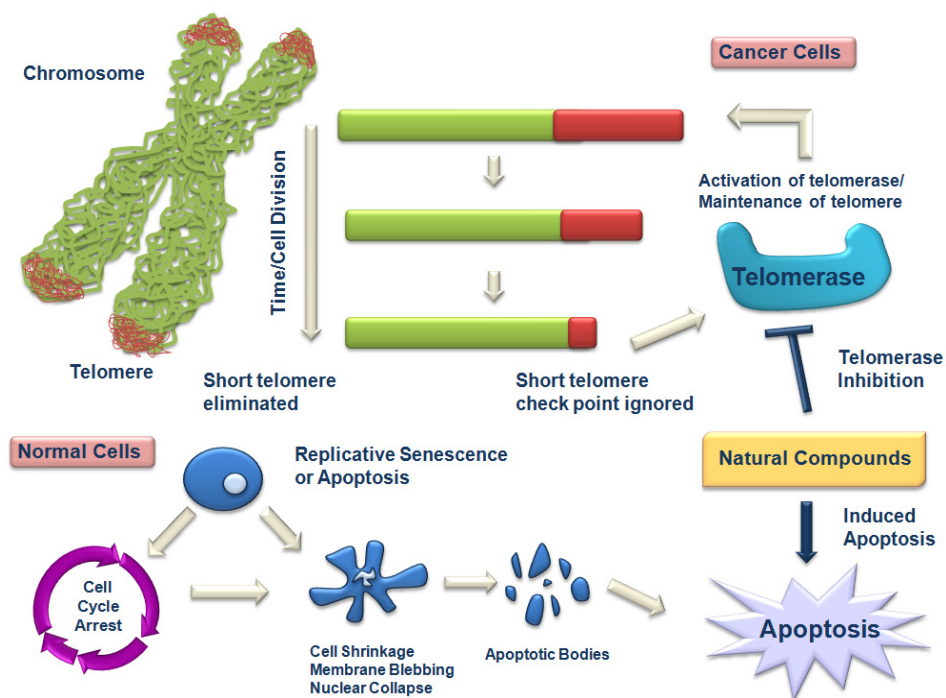 Chromosome
Cancer Cells
Time/Cell Division
Activation of telomerase/
Maintenance of telomere
Telomerase
Telomere
Short telomere
eliminated
Short telomere
check point ignored
Telomerase
Inhibition
Normal Cells
Replicative Senescence
or Apoptosis
Natural Compounds
Induced
Apoptosis
Cell
Cycle
Arrest
Cell Shrinkage
Membrane Blebbing
Nuclear Collapse
Apoptotic Bodies
Apoptosis